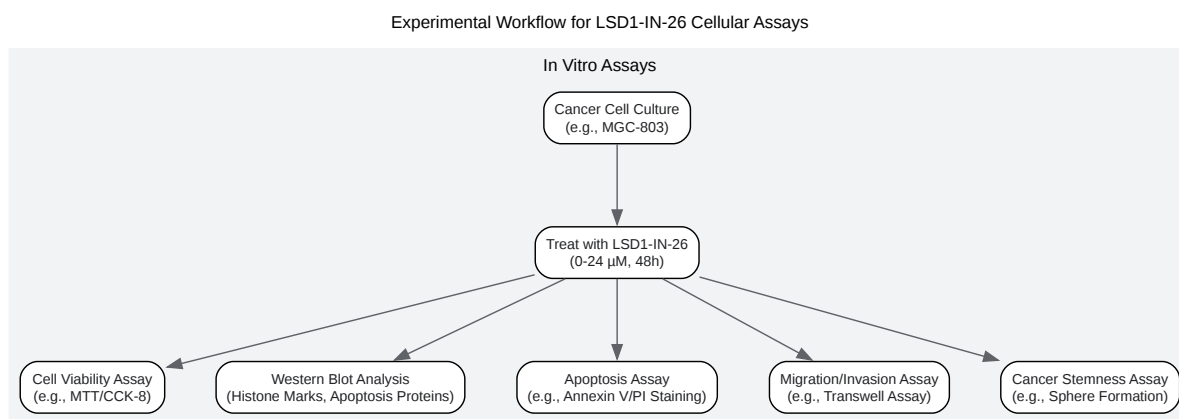 Experimental Workflow for LSD1-IN-26 Cellular Assays
In Vitro Assays
Cancer Cell Culture
(e.g., MGC-803)
Treat with LSD1-IN-26
(0-24 µM, 48h)
Cell Viability Assay
(e.g., MTT/CCK-8)
Western Blot Analysis
(Histone Marks, Apoptosis Proteins)
Apoptosis Assay
(e.g., Annexin V/PI Staining)
Migration/Invasion Assay
(e.g., Transwell Assay)
Cancer Stemness Assay
(e.g., Sphere Formation)